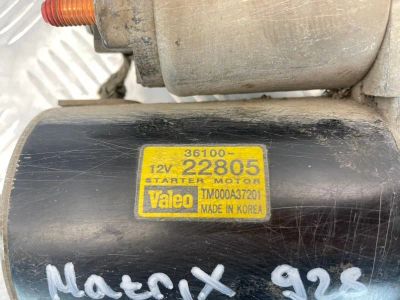 36100-
12V 22805
STARTER MOTOR
Valeo TM000A37201
MADE IN KOREA
Matrix 928